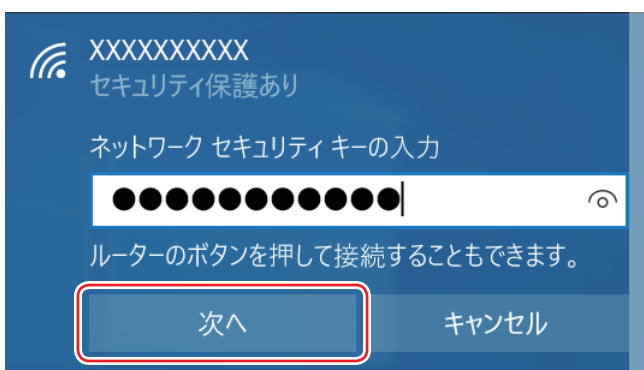 XXXXXXXXXX
セキュリティ保護あり
ネットワーク セキュリティ キーの入力
●●●●●●●●●●●
ルーターのボタンを押して接続することもできます。
次へ
キャンセル